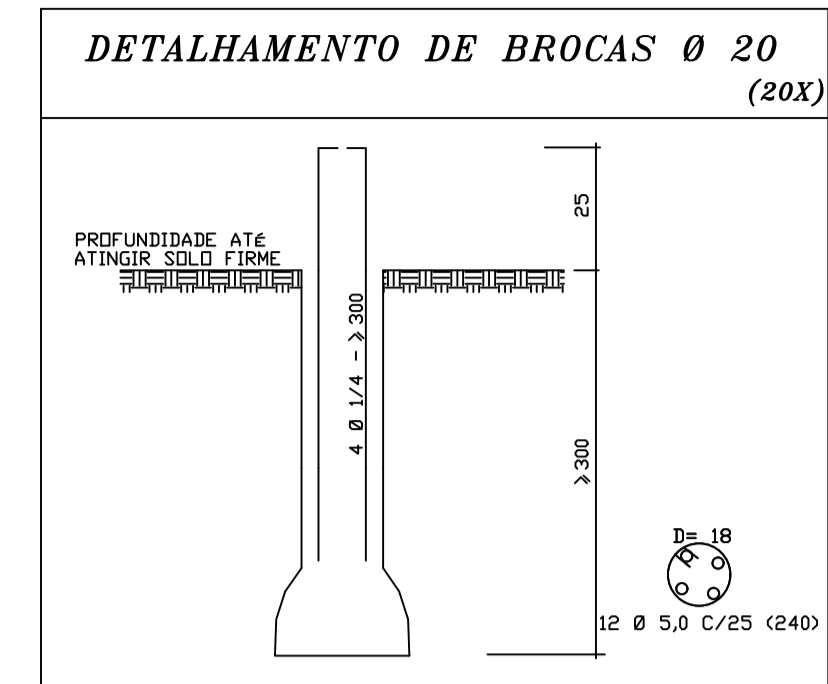 DETALHAMENTO DE BROCAS Ø 20
(20X)
25
PROFUNDIDADE ATÉ
ATINGIR SOLO FIRME
4 Ø 1/4 - ⩾300
⩾300
D= 18
12 Ø 5,0 C/25 (240)